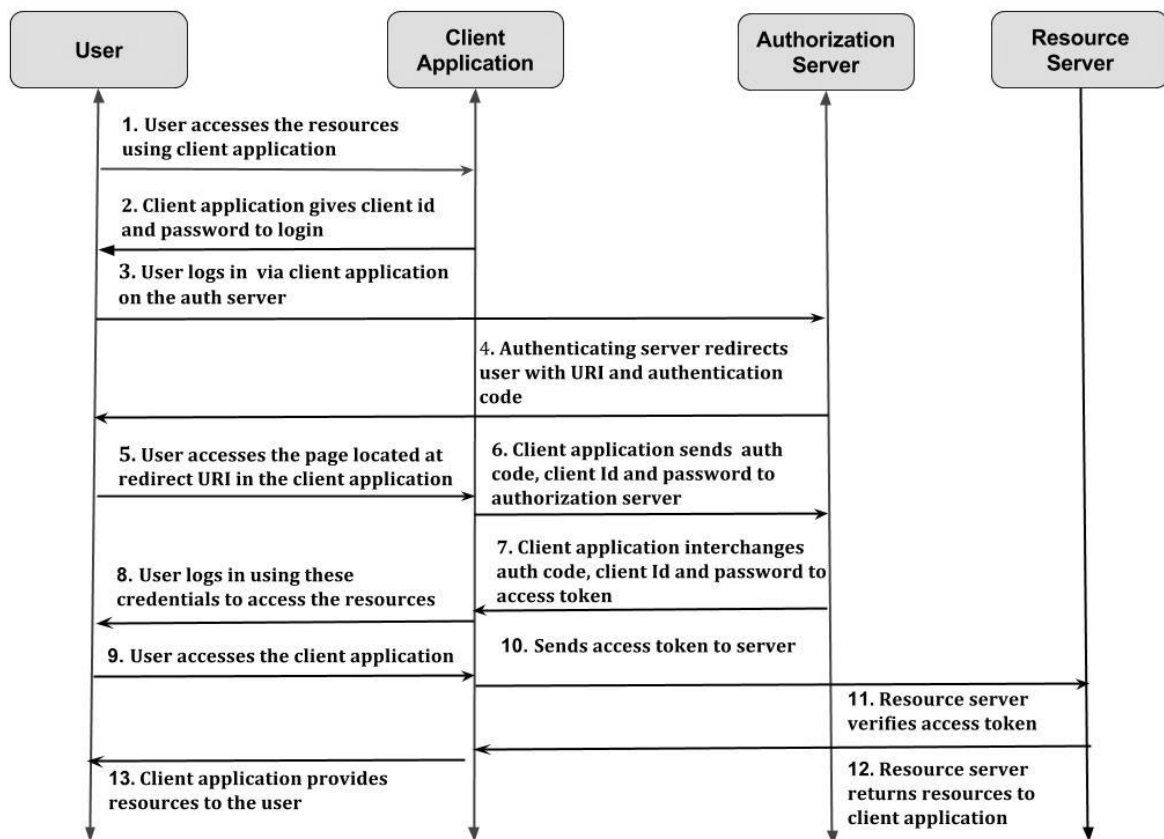 User
Client
Application
Authorization
Server
Resource
Server
1. User accesses the resources
using client application
2. Client application gives client id
and password to login
3. User logs in via client application
on the auth server
4. Authenticating server redirects
user with URI and authentication
code
5. User accesses the page located at
redirect URI in the client application
6. Client application sends auth
code, client Id and password to
authorization server
7. Client application interchanges
auth code, client Id and password to
access token
8. User logs in using these
credentials to access the resources
9. User accesses the client application
10. Sends access token to server
11. Resource server
verifies access token
12. Resource server
returns resources to
client application
13. Client application provides
resources to the user